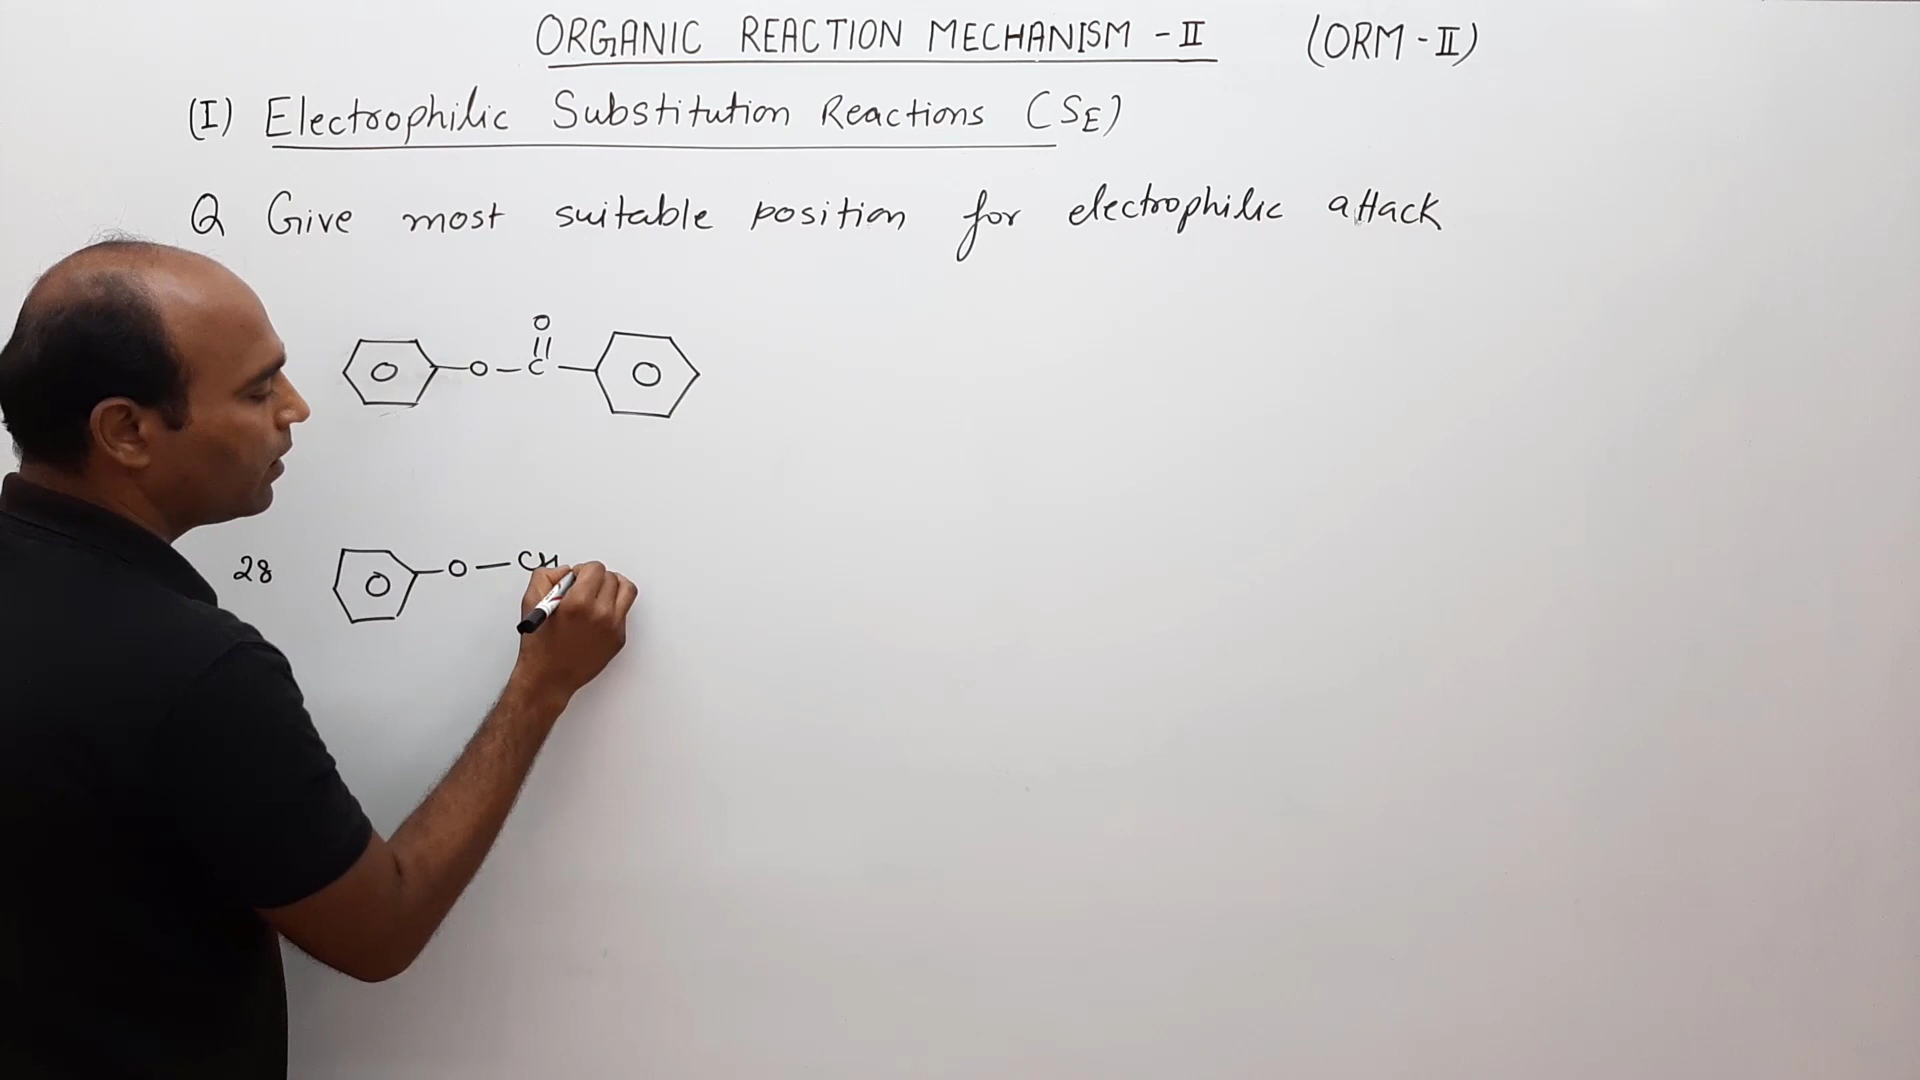 ORGANIC REACTION MECHANISM - II (ORM - II)
(I) Electrophilic Substitution Reactions (SE)
Q Give most suitable position for electrophilic attack
O
O - O - C - O
28 O - O - CH